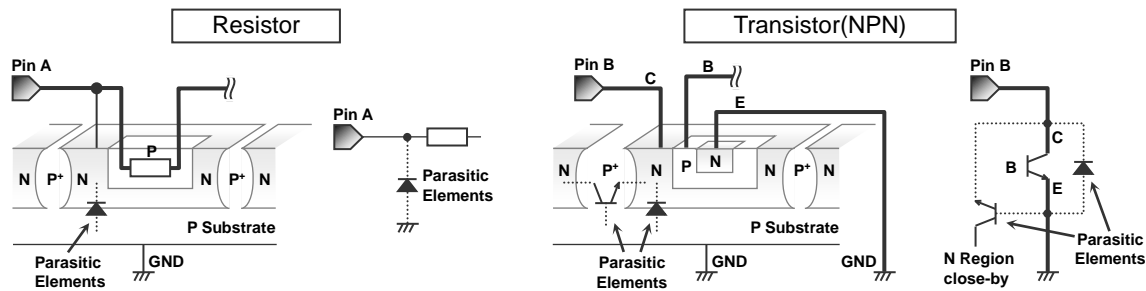 Resistor
Transistor(NPN)
Pin A
P
N
P+
N
N
P+
N
P Substrate
Parasitic
Elements
GND
Pin A
Parasitic
Elements
Pin B
C
B
E
N
P+
N
P
N
N
P+
N
P Substrate
Parasitic
Elements
GND
GND
Pin B
C
B
E
N Region
close-by
Parasitic
Elements